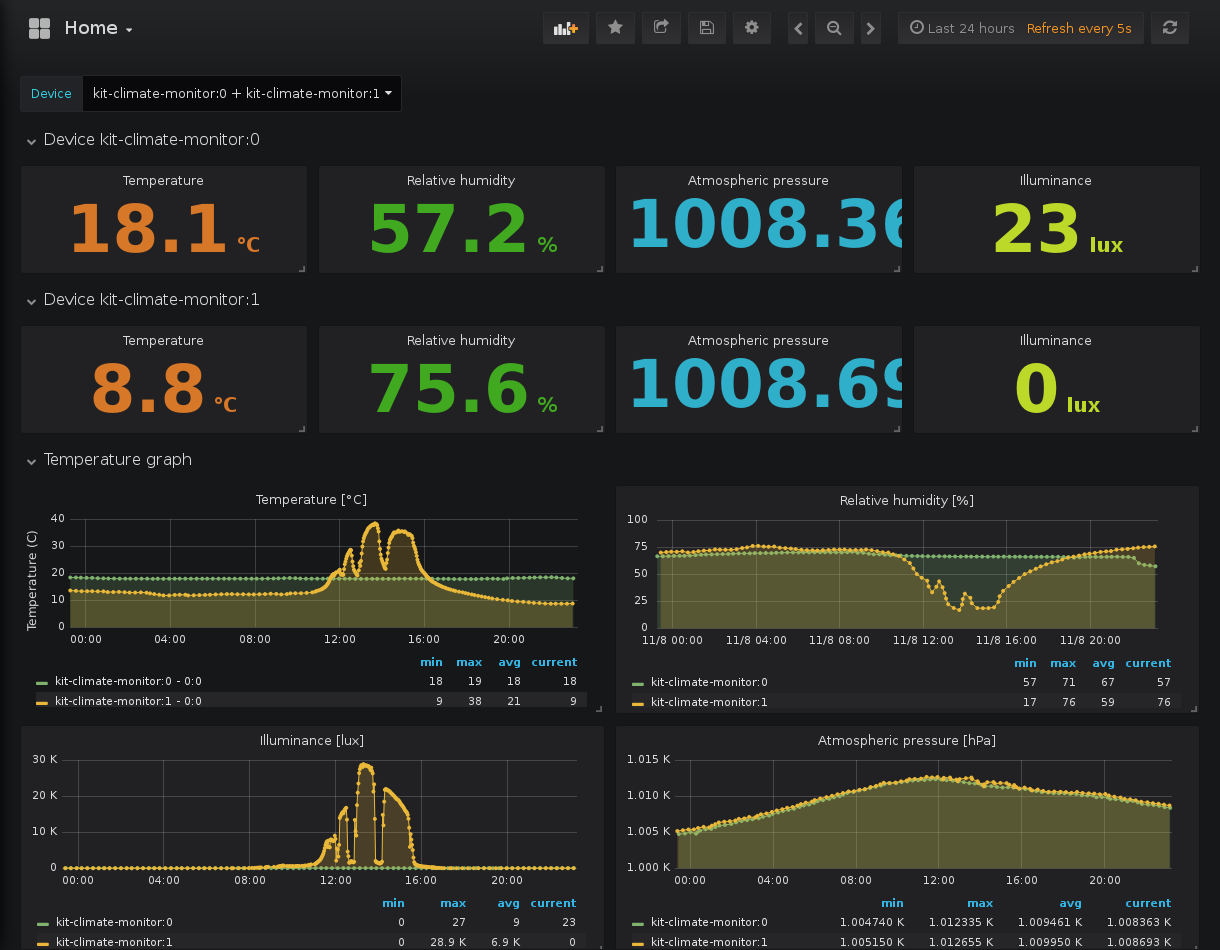 Home
Last 24 hours Refresh every 5s
Device kit-climate-monitor:0 + kit-climate-monitor:1
Device kit-climate-monitor:0
Temperature Relative humidity Atmospheric pressure Illuminance
18.1 °C 57.2 % 1008.36 23 lux
Device kit-climate-monitor:1
Temperature Relative humidity Atmospheric pressure Illuminance
8.8 °C 75.6 % 1008.69 0 lux
Temperature graph
Temperature [°C]
Temperature (C)
40
30
20
10
0
00:00 04:00 08:00 12:00 16:00 20:00
min max avg current
kit-climate-monitor:0 - 0:0 18 19 18 18
kit-climate-monitor:1 - 0:0 9 38 21 9
Relative humidity [%]
100
75
50
25
0
11/8 00:00 11/8 04:00 11/8 08:00 11/8 12:00 11/8 16:00 11/8 20:00
min max avg current
kit-climate-monitor:0 57 71 67 57
kit-climate-monitor:1 17 76 59 76
Illuminance [lux]
30 K
20 K
10 K
0
00:00 04:00 08:00 12:00 16:00 20:00
min max avg current
kit-climate-monitor:0 0 27 9 23
kit-climate-monitor:1 0 28.9 K 6.9 K 0
Atmospheric pressure [hPa]
1.015 K
1.010 K
1.005 K
1.000 K
00:00 04:00 08:00 12:00 16:00 20:00
min max avg current
kit-climate-monitor:0 1.004740 K 1.012335 K 1.009461 K 1.008363 K
kit-climate-monitor:1 1.005150 K 1.012655 K 1.009950 K 1.008693 K